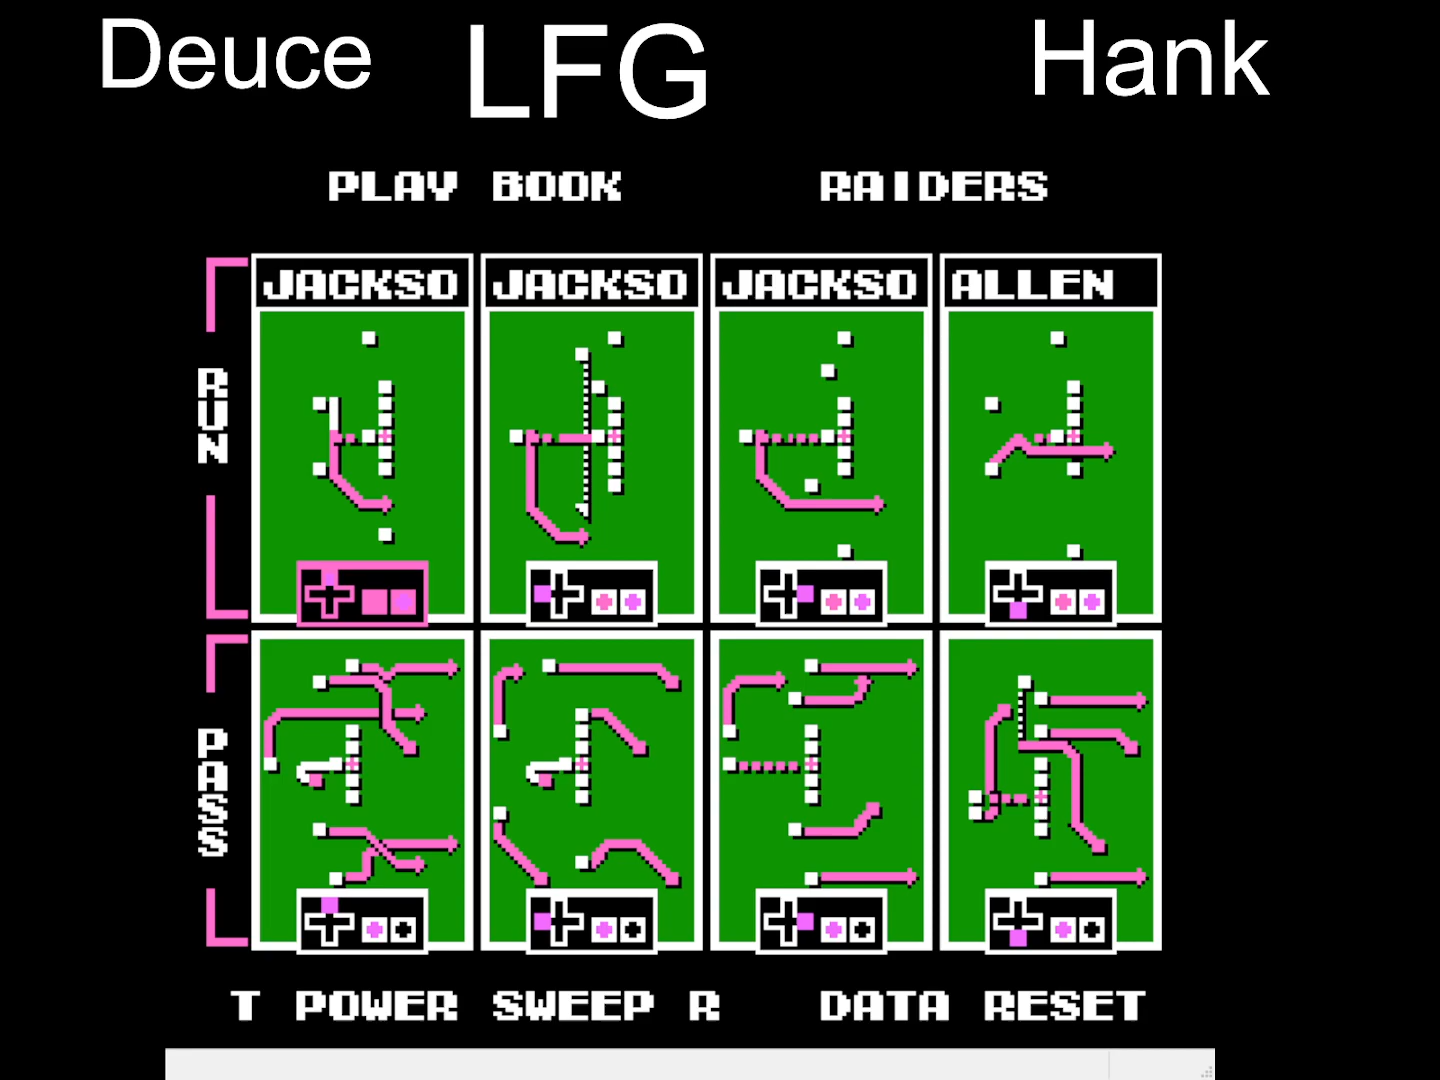 Deuce LFG Hank
PLAY BOOK RAIDERS
JACKSO JACKSO JACKSO ALLEN
RUN
PASS
T POWER SWEEP R DATA RESET